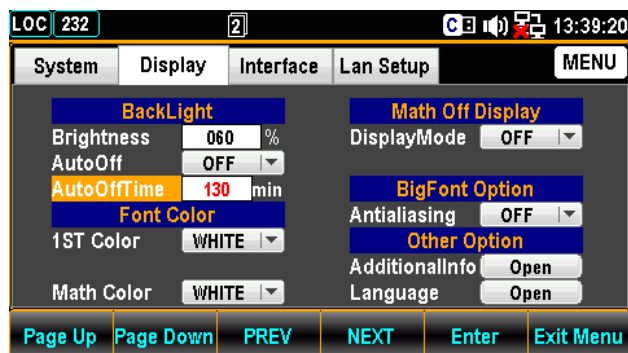 LOC 232 2 C 13:39:20
System Display Interface Lan Setup MENU
BackLight
Brightness 060 %
AutoOff OFF
AutoOffTime 130 min
Font Color
1ST Color WHITE
Math Color WHITE
Math Off Display
DisplayMode OFF
BigFont Option
Antialiasing OFF
Other Option
AdditionalInfo Open
Language Open
Page Up Page Down PREV NEXT Enter Exit Menu